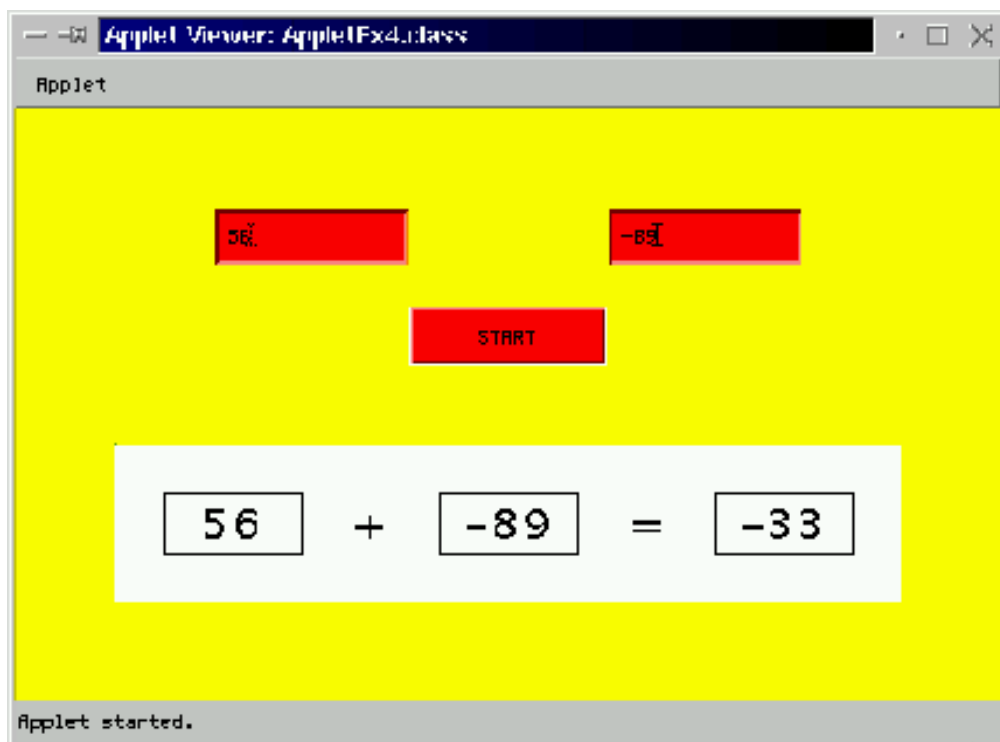 Applet Viewer: AppletEx4.class
Applet
56 -89
START
56 + -89 = -33
Applet started.